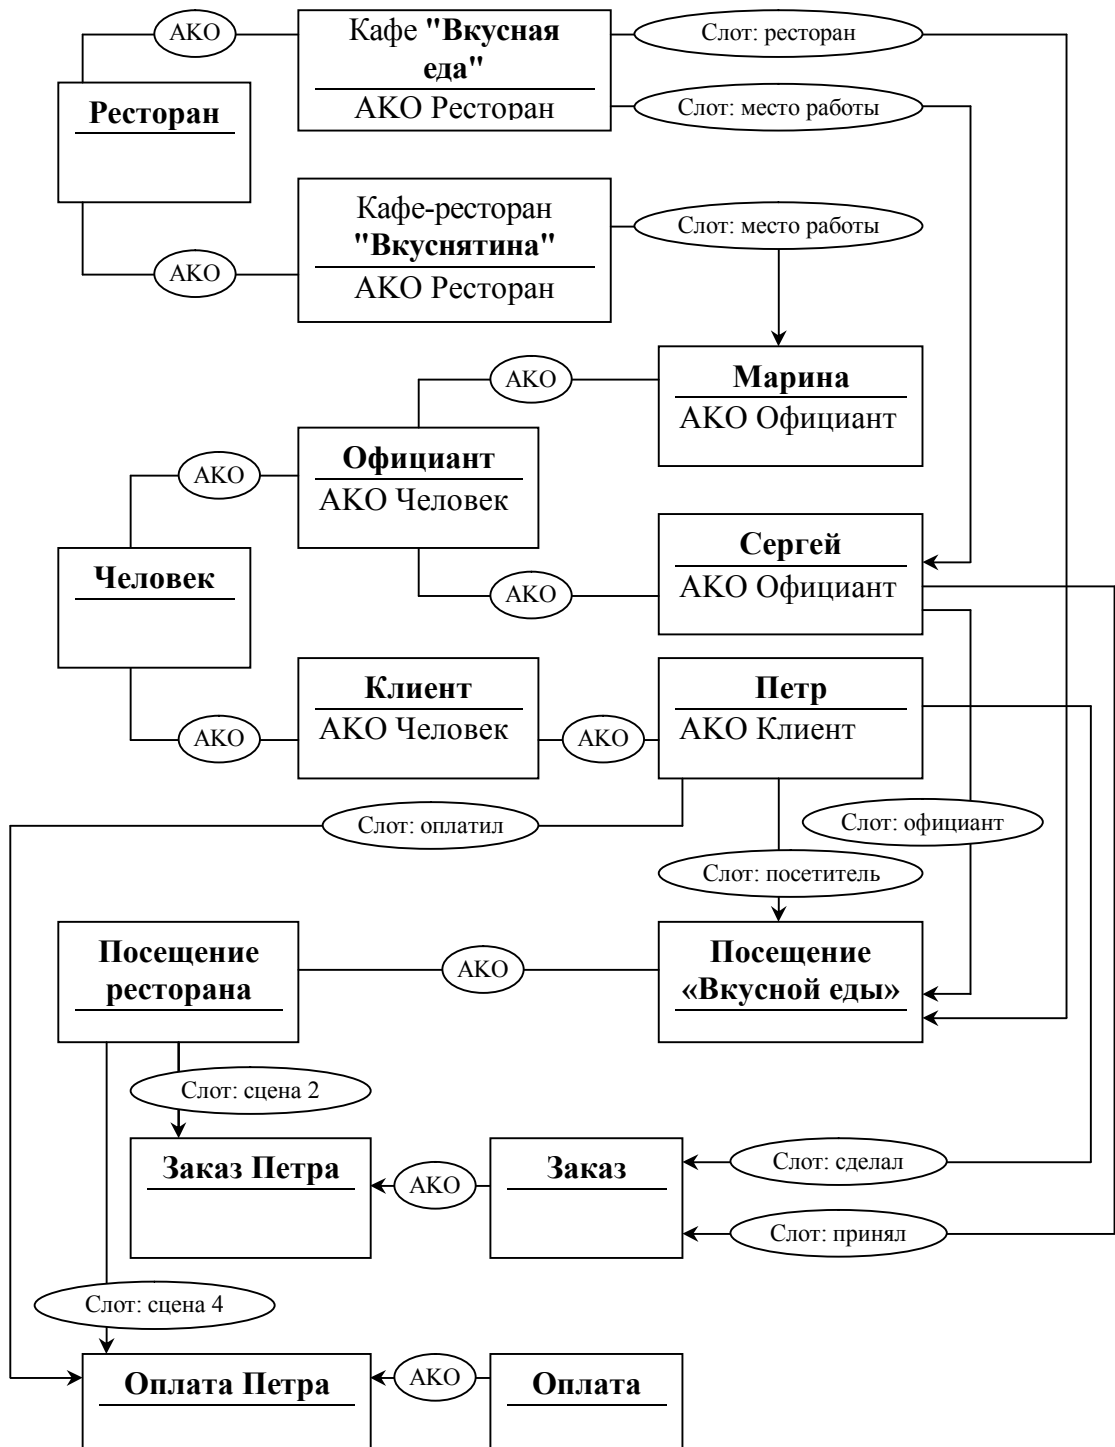 АКО
Кафе "Вкусная
еда"
АКО Ресторан
Слот: ресторан
Слот: место работы
Ресторан
Кафе-ресторан
"Вкуснятина"
АКО Ресторан
Слот: место работы
АКО
АКО
Марина
АКО Официант
Официант
АКО Человек
АКО
Сергей
АКО Официант
Человек
АКО
Клиент
АКО Человек
АКО
АКО
Петр
АКО Клиент
Слот: оплатил
Слот: официант
Слот: посетитель
Посещение
ресторана
АКО
Посещение
«Вкусной еды»
Слот: сцена 2
Заказ Петра
АКО
Заказ
Слот: сделал
Слот: принял
Слот: сцена 4
Оплата Петра
АКО
Оплата